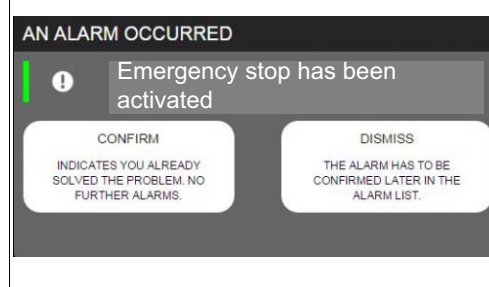 AN ALARM OCCURRED
Emergency stop has been
activated
CONFIRM
INDICATES YOU ALREADY
SOLVED THE PROBLEM. NO
FURTHER ALARMS.
DISMISS
THE ALARM HAS TO BE
CONFIRMED LATER IN THE
ALARM LIST.